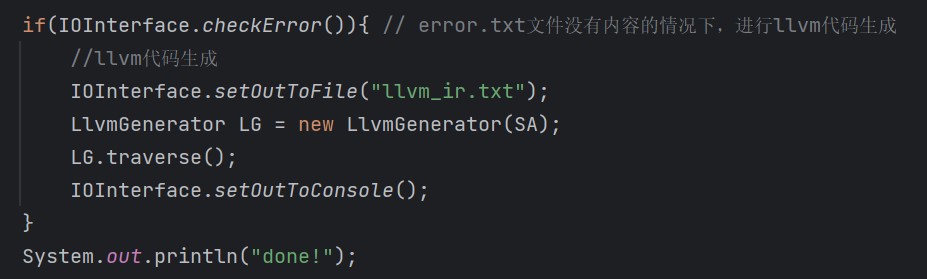 if(IOInterface.checkError()){ // error.txt文件没有内容的情况下，进行llvm代码生成
    //llvm代码生成
    IOInterface.setOutToFile("llvm_ir.txt");
    LlvmGenerator LG = new LlvmGenerator(SA);
    LG.traverse();
    IOInterface.setOutToConsole();
}
System.out.println("done!");